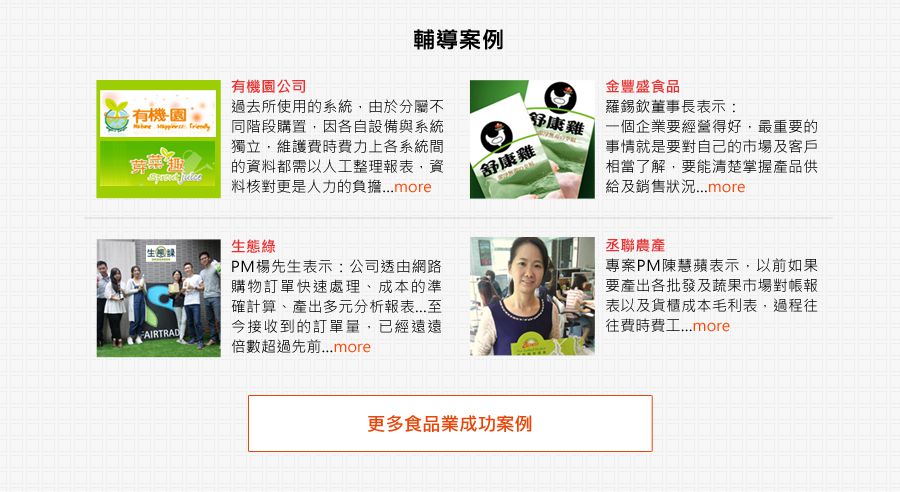 輔導案例
有機園
Nature. Happiness. Friendly
芽菜趣
Sprout juice
有機園公司
過去所使用的系統，由於分屬不
同階段購置，因各自設備與系統
獨立，維護費時費力上各系統間
的資料都需以人工整理報表，資
料核對更是人力的負擔...more
舒康雞
舒康雞
金豐盛食品
羅錫欽董事長表示：
一個企業要經營得好，最重要的
事情就是要對自己的市場及客戶
相當了解，要能清楚掌握產品供
給及銷售狀況...more
生態綠
FAIRTRAD
生態綠
PM楊先生表示：公司透由網路
購物訂單快速處理、成本的準
確計算、產出多元分析報表...至
今接收到的訂單量，已經遠遠
倍數超過先前...more
丞聯農產
專案PM陳慧蘋表示，以前如果
要產出各批發及蔬果市場對帳報
表以及貨櫃成本毛利表，過程往
往費時費工...more
更多食品業成功案例